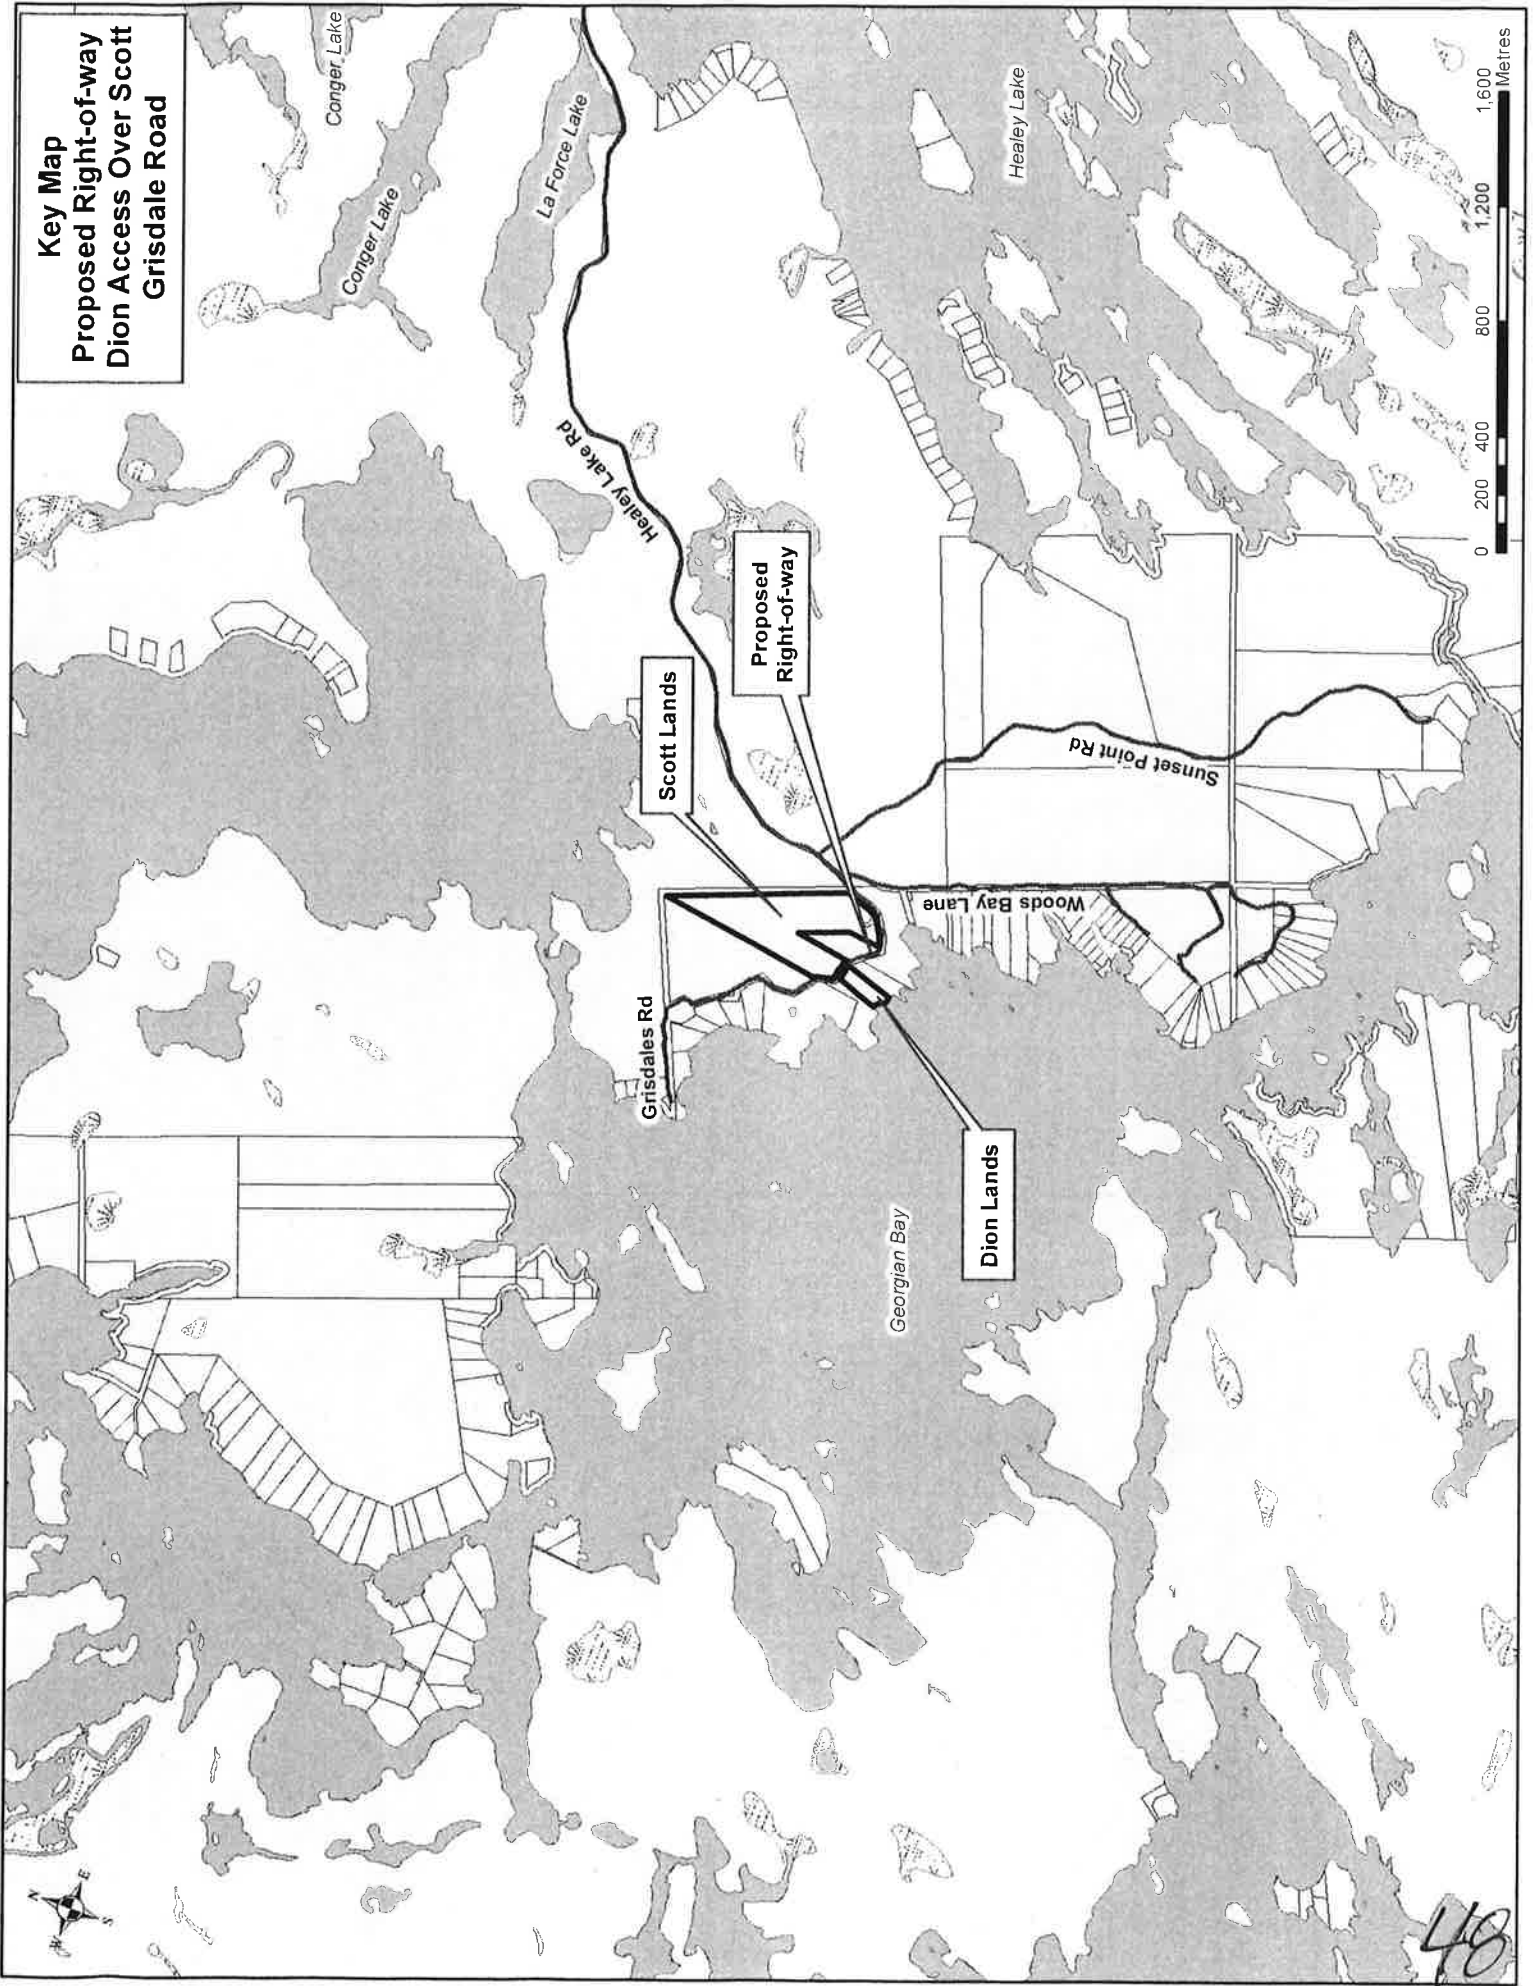 Key Map
Proposed Right-of-way
Dion Access Over Scott
Grisdale Road
Conger Lake
Conger Lake
La Force Lake
Healey Lake
Healey Lake Rd
Scott Lands
Proposed
Right-of-way
Sunset Point Rd
Woods Bay Lane
Grisdales Rd
Dion Lands
Georgian Bay
N
E
S
W
0 200 400 800 1,200 1,600
Metres
48